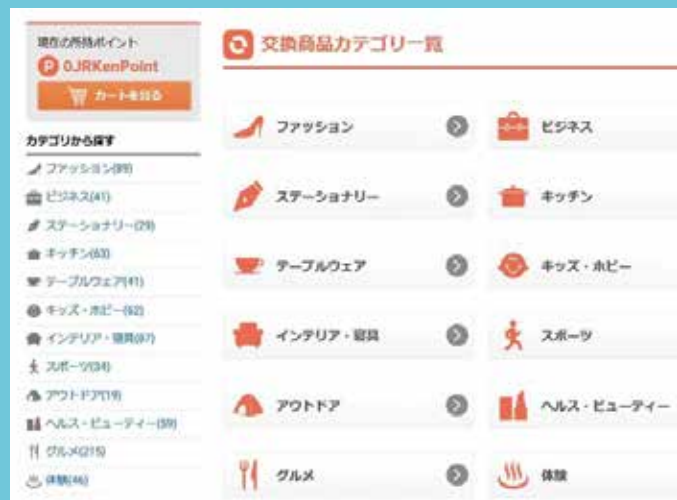 現在の所持ポイント
P 0JRKenPoint
カートを見る
カテゴリから探す
ファッション(89)
ビジネス(41)
ステーショナリー(29)
キッチン(63)
テーブルウェア(41)
キッズ・ホビー(62)
インテリア・寝具(87)
スポーツ(34)
アウトドア(19)
ヘルス・ビューティー(59)
グルメ(215)
体験(46)
交換商品カテゴリ一覧
ファッション
ビジネス
ステーショナリー
キッチン
テーブルウェア
キッズ・ホビー
インテリア・寝具
スポーツ
アウトドア
ヘルス・ビューティー
グルメ
体験